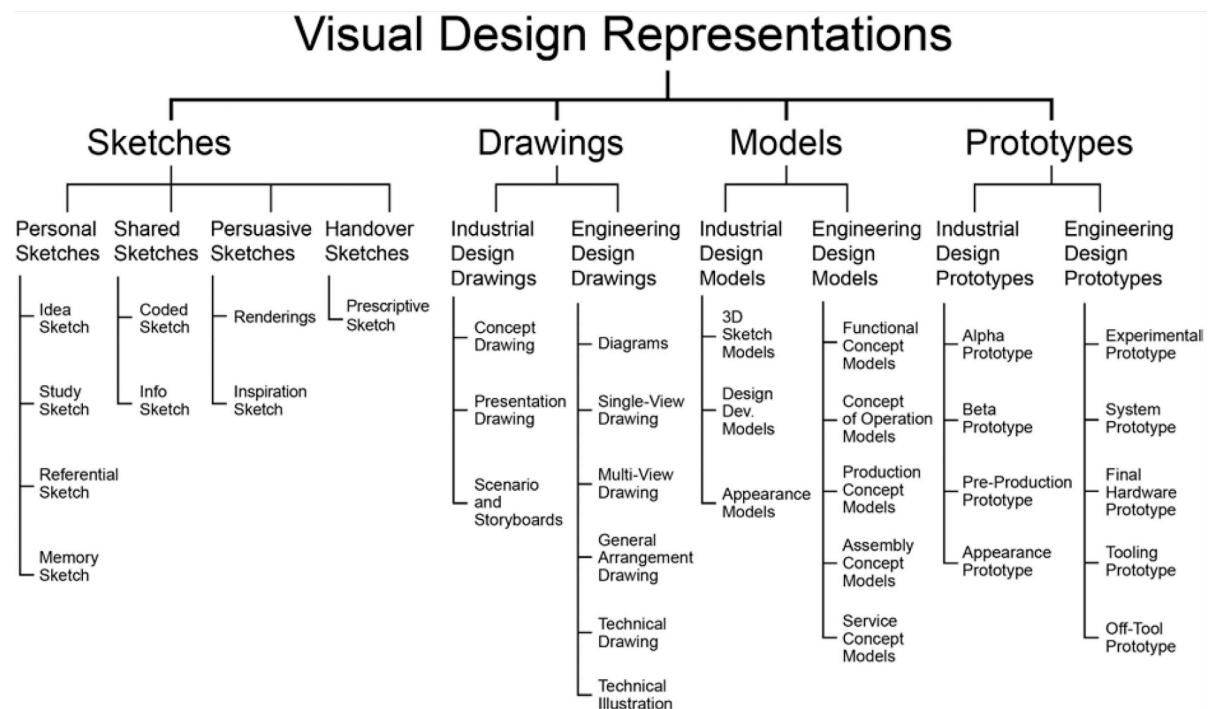 Visual Design Representations
Sketches
Drawings
Models
Prototypes
Personal
Sketches
Shared
Sketches
Persuasive
Sketches
Handover
Sketches
Industrial
Design
Drawings
Engineering
Design
Drawings
Industrial
Design
Models
Engineering
Design
Models
Industrial
Design
Prototypes
Engineering
Design
Prototypes
Idea
Sketch
Study
Sketch
Referential
Sketch
Memory
Sketch
Coded
Sketch
Info
Sketch
Renderings
Inspiration
Sketch
Prescriptive
Sketch
Concept
Drawing
Presentation
Drawing
Scenario
and
Storyboards
Diagrams
Single-View
Drawing
Multi-View
Drawing
General
Arrangement
Drawing
Technical
Drawing
Technical
Illustration
3D
Sketch
Models
Design
Dev.
Models
Appearance
Models
Functional
Concept
Models
Concept
of Operation
Models
Production
Concept
Models
Assembly
Concept
Models
Service
Concept
Models
Alpha
Prototype
Beta
Prototype
Pre-Production
Prototype
Appearance
Prototype
Experimental
Prototype
System
Prototype
Final
Hardware
Prototype
Tooling
Prototype
Off-Tool
Prototype